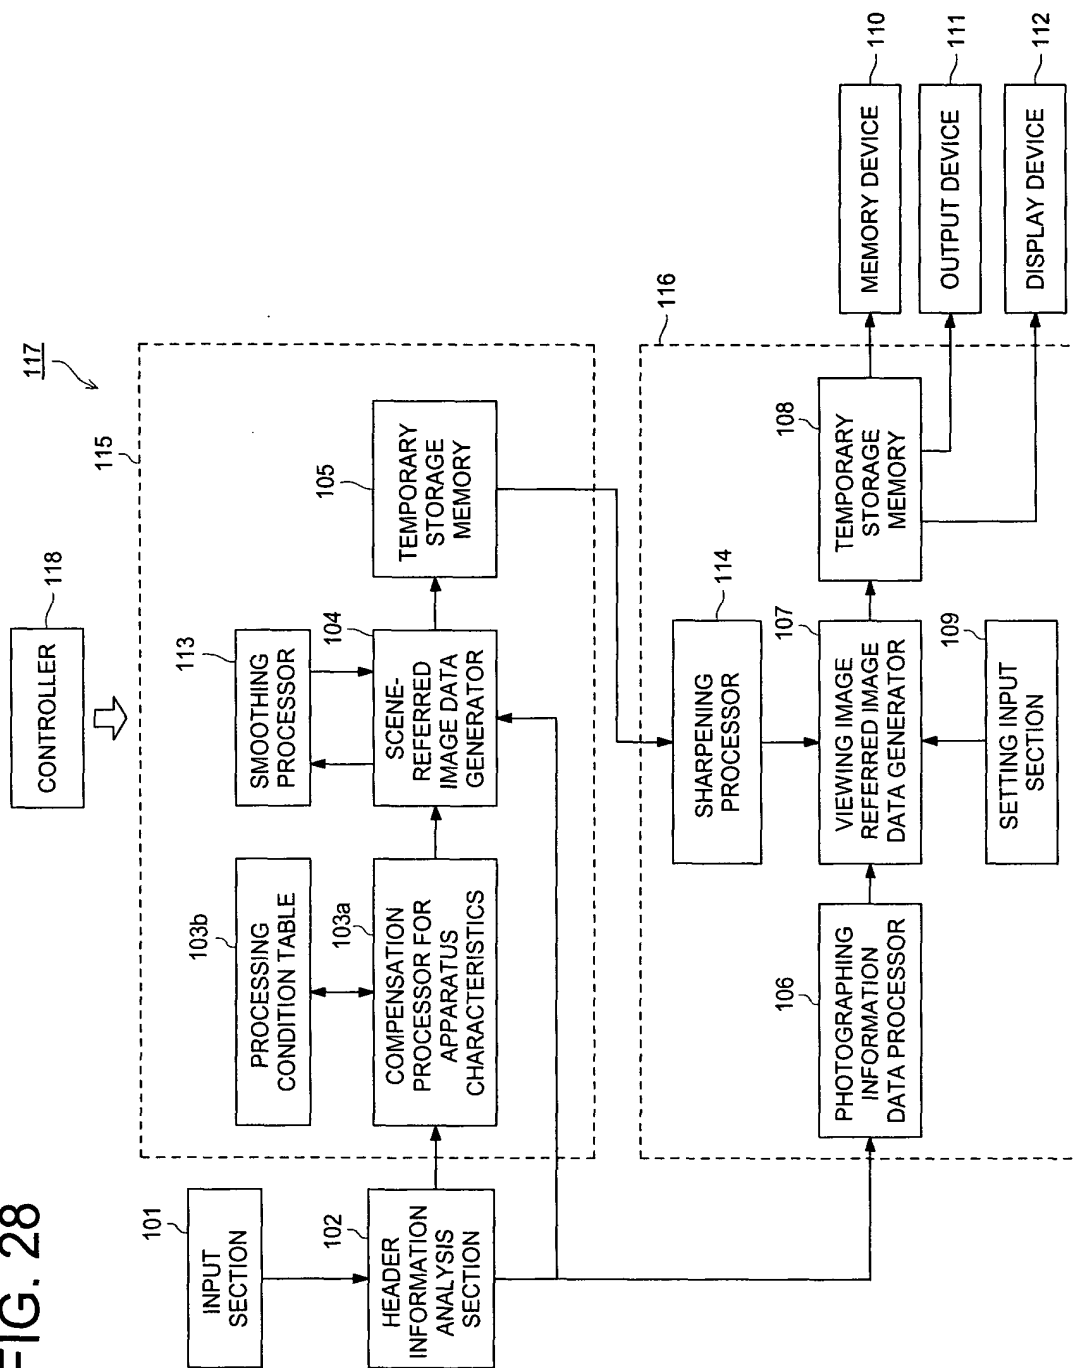 FIG. 28
117
CONTROLLER
118
115
101
INPUT
SECTION
102
HEADER
INFORMATION
ANALYSIS
SECTION
103b
PROCESSING
CONDITION TABLE
103a
COMPENSATION
PROCESSOR FOR
APPARATUS
CHARACTERISTICS
113
SMOOTHING
PROCESSOR
104
SCENE-
REFERRED
IMAGE DATA
GENERATOR
105
TEMPORARY
STORAGE
MEMORY
116
106
PHOTOGRAPHING
INFORMATION
DATA PROCESSOR
114
SHARPENING
PROCESSOR
107
VIEWING IMAGE
REFERRED IMAGE
DATA GENERATOR
109
SETTING INPUT
SECTION
108
TEMPORARY
STORAGE
MEMORY
110
MEMORY DEVICE
111
OUTPUT DEVICE
112
DISPLAY DEVICE